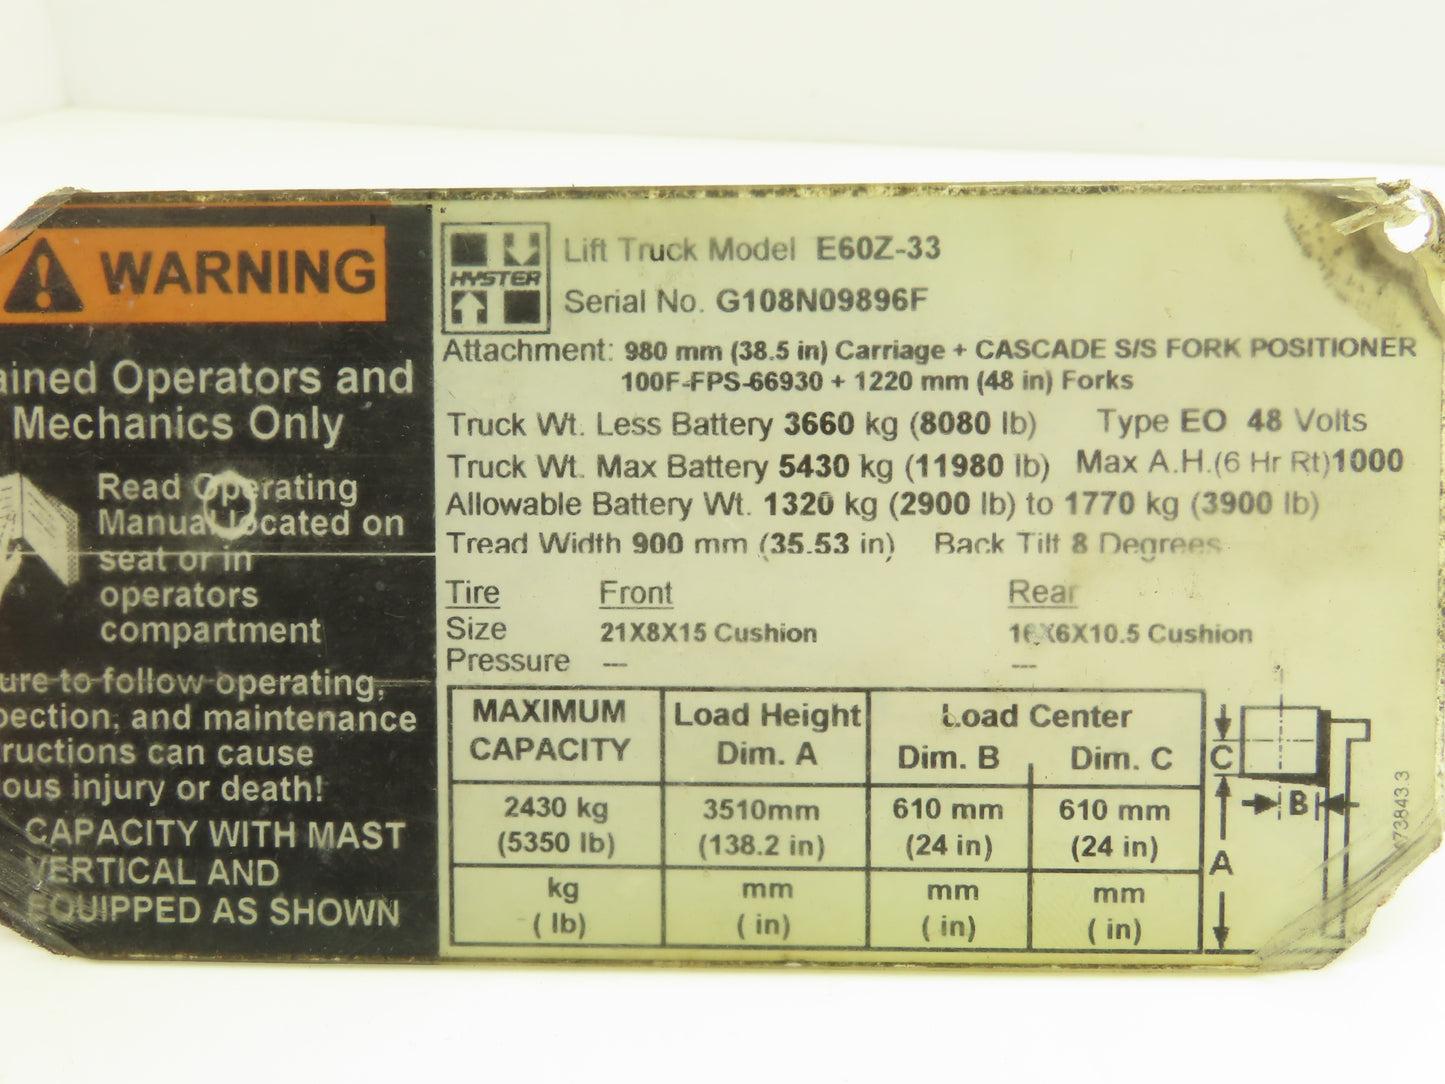 WARNING
Operators and
Mechanics Only
Read Operating
Manual located on
seat or in
operators
compartment
to follow operating,
and maintenance
can cause
injury or death!
CAPACITY WITH MAST
VERTICAL AND
EQUIPPED AS SHOWN
HYSTER
Lift Truck Model E60Z-33
Serial No. G108N09896F
Attachment: 980 mm (38.5 in) Carriage + CASCADE S/S FORK POSITIONER
100F-FPS-66930 + 1220 mm (48 in) Forks
Truck Wt. Less Battery 3660 kg (8080 lb) Type EO 48 Volts
Truck Wt. Max Battery 5430 kg (11980 lb) Max A.H.(6 Hr Rt)1000
Allowable Battery Wt. 1320 kg (2900 lb) to 1770 kg (3900 lb)
Tread Width 900 mm (35.53 in) Back Tilt 8 Degrees
Tire Front Rear
Size 21X8X15 Cushion 16X6X10.5 Cushion
Pressure --- ---
MAXIMUM Load Height Load Center
CAPACITY Dim. A Dim. B Dim. C
2430 kg 3510mm 610 mm 610 mm
(5350 lb) (138.2 in) (24 in) (24 in)
kg mm mm mm
( lb) ( in) ( in) ( in)
C
B
A
73843.3